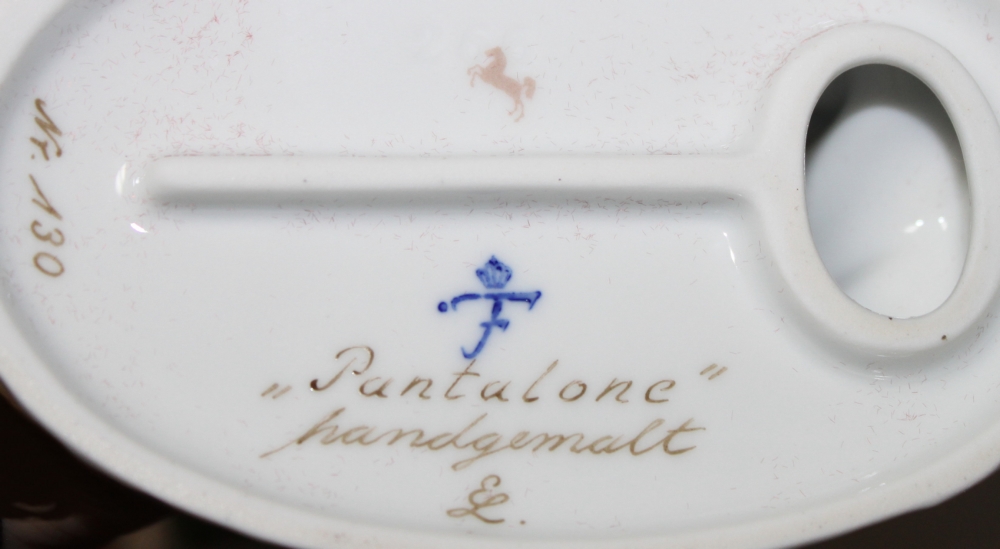 Nr. 130
F
„Pantalone”
handgemalt
EL.